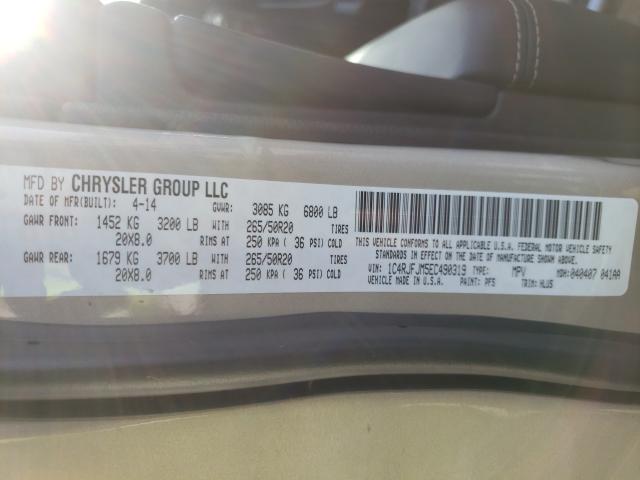 MFD BY CHRYSLER GROUP LLC
DATE OF MFR(BUILT): 4-14 GVWR: 3085 KG 6800 LB
GAWR FRONT: 1452 KG 3200 LB WITH 265/50R20 TIRES
20X8.0 RIMS AT 250 KPA ( 36 PSI) COLD
GAWR REAR: 1679 KG 3700 LB WITH 265/50R20 TIRES
20X8.0 RIMS AT 250 KPA ( 36 PSI) COLD
THIS VEHICLE CONFORMS TO ALL APPLICABLE U.S.A. FEDERAL MOTOR VEHICLE SAFETY
STANDARDS IN EFFECT ON THE DATE OF MANUFACTURE SHOWN ABOVE.
VIN: 1C4RJFJM5EC490319 TYPE: MPV MDH: 040407 041AA
VEHICLE MADE IN U.S.A. PAINT: PFS TRIM: HLUS